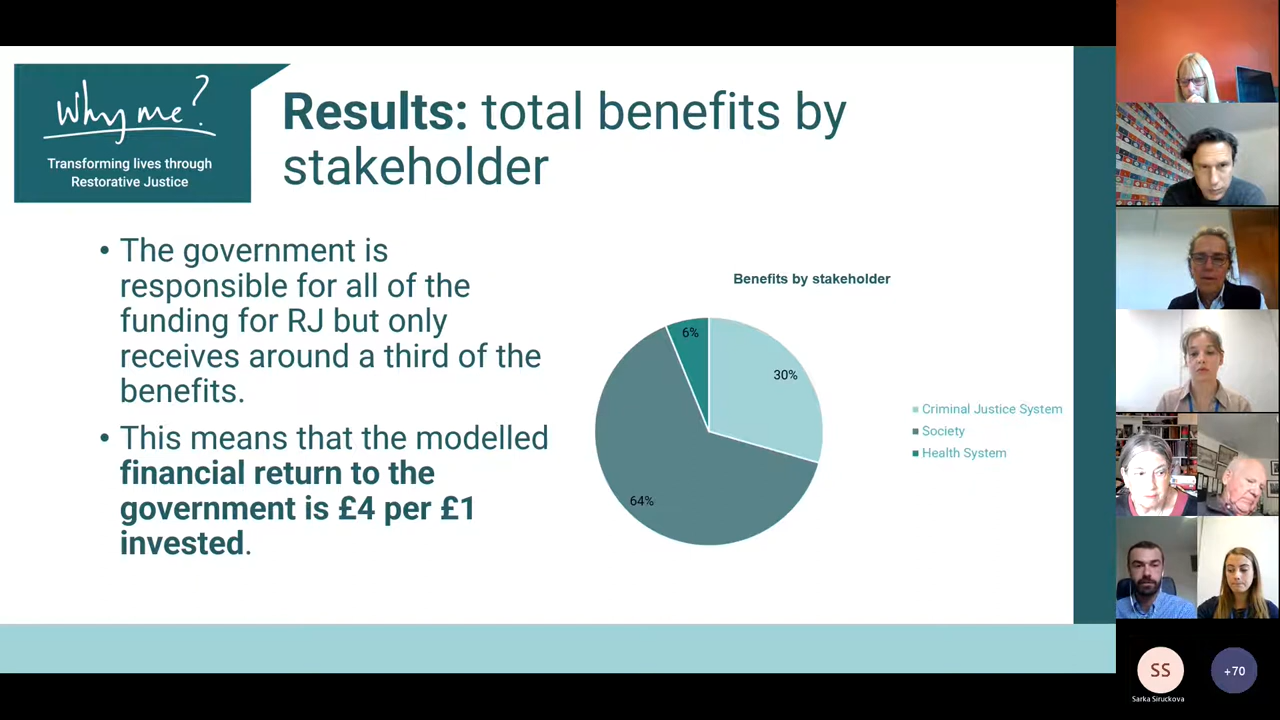 Why me?
Transforming lives through
Restorative Justice
Results: total benefits by
stakeholder
• The government is
responsible for all of the
funding for RJ but only
receives around a third of the
benefits.
• This means that the modelled
financial return to the
government is £4 per £1
invested.
Benefits by stakeholder
6%
30%
64%
Criminal Justice System
Society
Health System
SS
+70
Sarka Siruckova